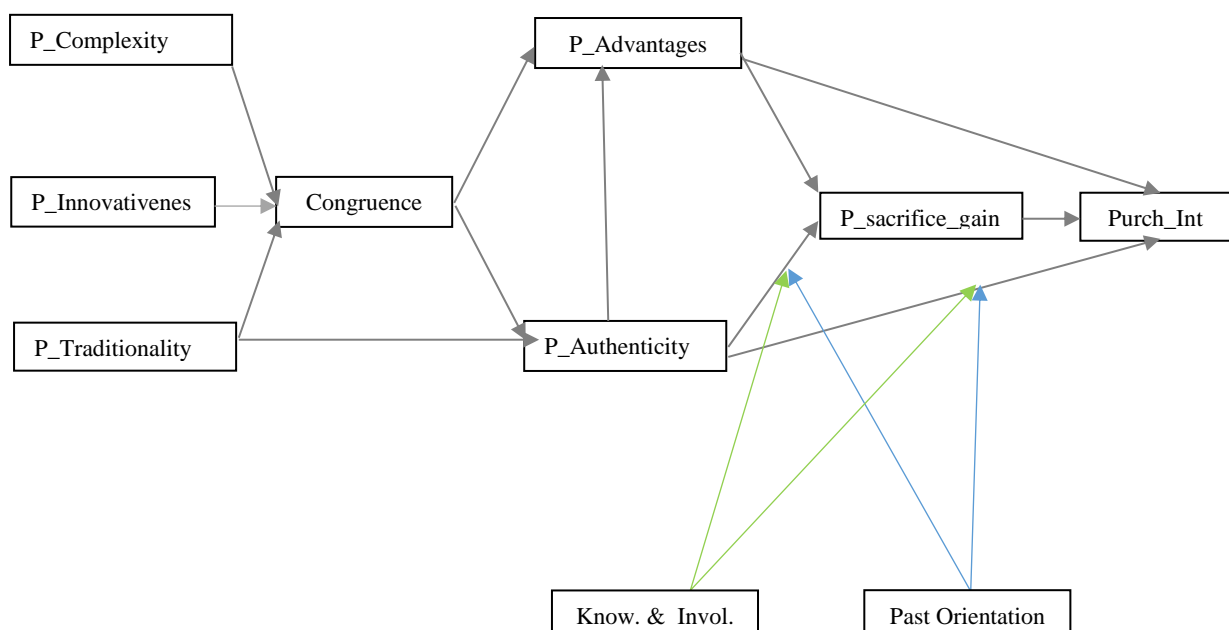 P_Complexity
P_Advantages
P_Innovativenes
Congruence
P_sacrifice_gain
Purch_Int
P_Traditionality
P_Authenticity
Know. & Invol.
Past Orientation